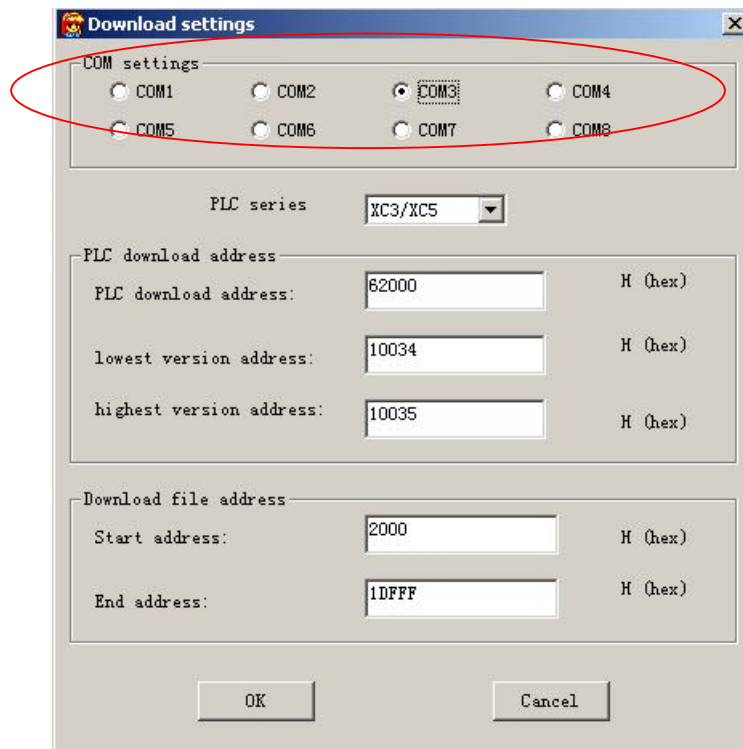 Download settings
COM settings
COM1 COM2 COM3 COM4
COM5 COM6 COM7 COM8
PLC series XC3/XC5
PLC download address
PLC download address: 62000 H (hex)
lowest version address: 10034 H (hex)
highest version address: 10035 H (hex)
Download file address
Start address: 2000 H (hex)
End address: 1DFFF H (hex)
OK Cancel